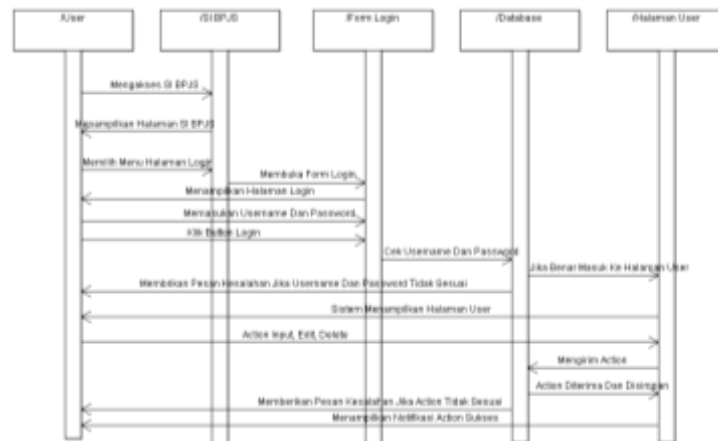 /User
/SI BPJS
/Form Login
/Database
/Halaman User
Mengakses SI BPJS
Menampilkan Halaman SI BPJS
Memilih Menu Halaman Login
Membuka Form Login
Menampilkan Halaman Login
Memasukan Username Dan Password
Klik Button Login
Cek Username Dan Password
Jika Benar Masuk Ke Halaman User
Membrikan Pesan Kesalahan Jika Username Dan Password Tidak Sesuai
Sistem Menampilkan Halaman User
Action Input, Edit, Delete
Mengirim Action
Action Diterima Dan Disimpan
Memberikan Pesan Kesalahan Jika Action Tidak Sesuai
Menampilkan Notifikasi Action Sukses